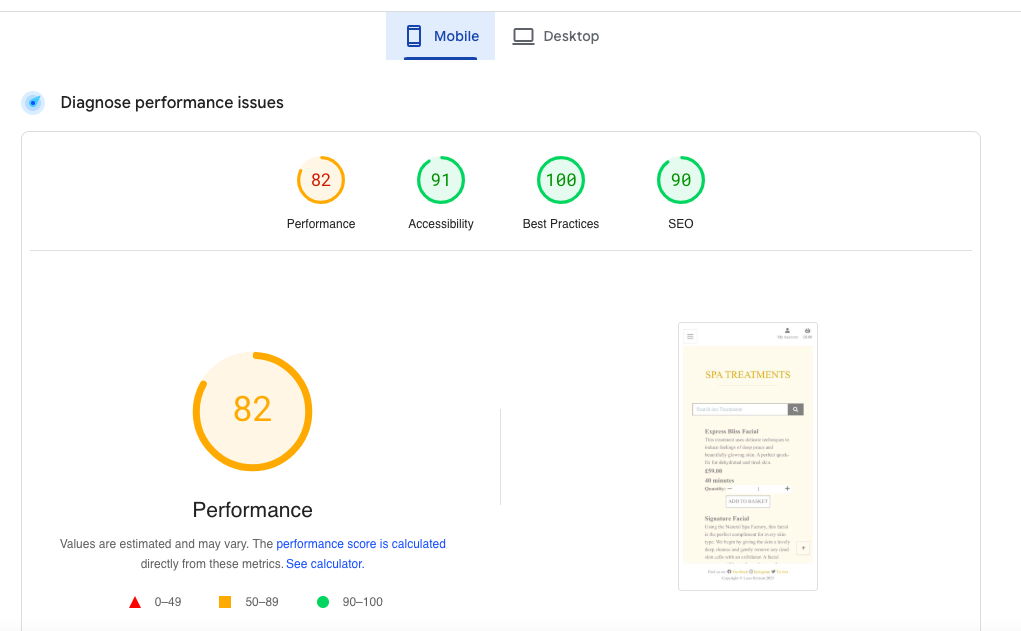 Mobile
Desktop
Diagnose performance issues
82
91
100
90
Performance
Accessibility
Best Practices
SEO
82
Performance
Values are estimated and may vary. The performance score is calculated
directly from these metrics. See calculator.
0–49
50–89
90–100
My Account
£0.00
SPA TREATMENTS
Search our Treatments
Express Bliss Facial
This treatment uses delicate techniques to
induce feelings of deep peace and
beautifully glowing skin. A perfect quick-
fix for dehydrated and tired skin.
£59.00
40 minutes
Quantity:
1
ADD TO BASKET
Signature Facial
Using the Natural Spa Factory, this facial
is the perfect compliment for every skin
type. We begin by giving the skin a lovely
deep cleanse and gently remove any dead
skin cells with an exfoliator. A facial
Find us on: Facebook Instagram Twitter